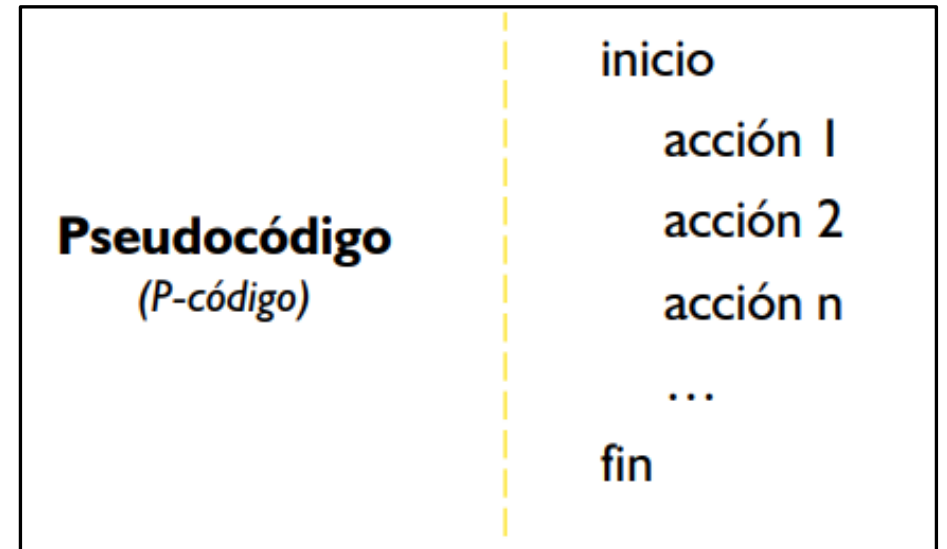 Pseudocódigo
(P-código)
inicio
acción 1
acción 2
acción n
...
fin